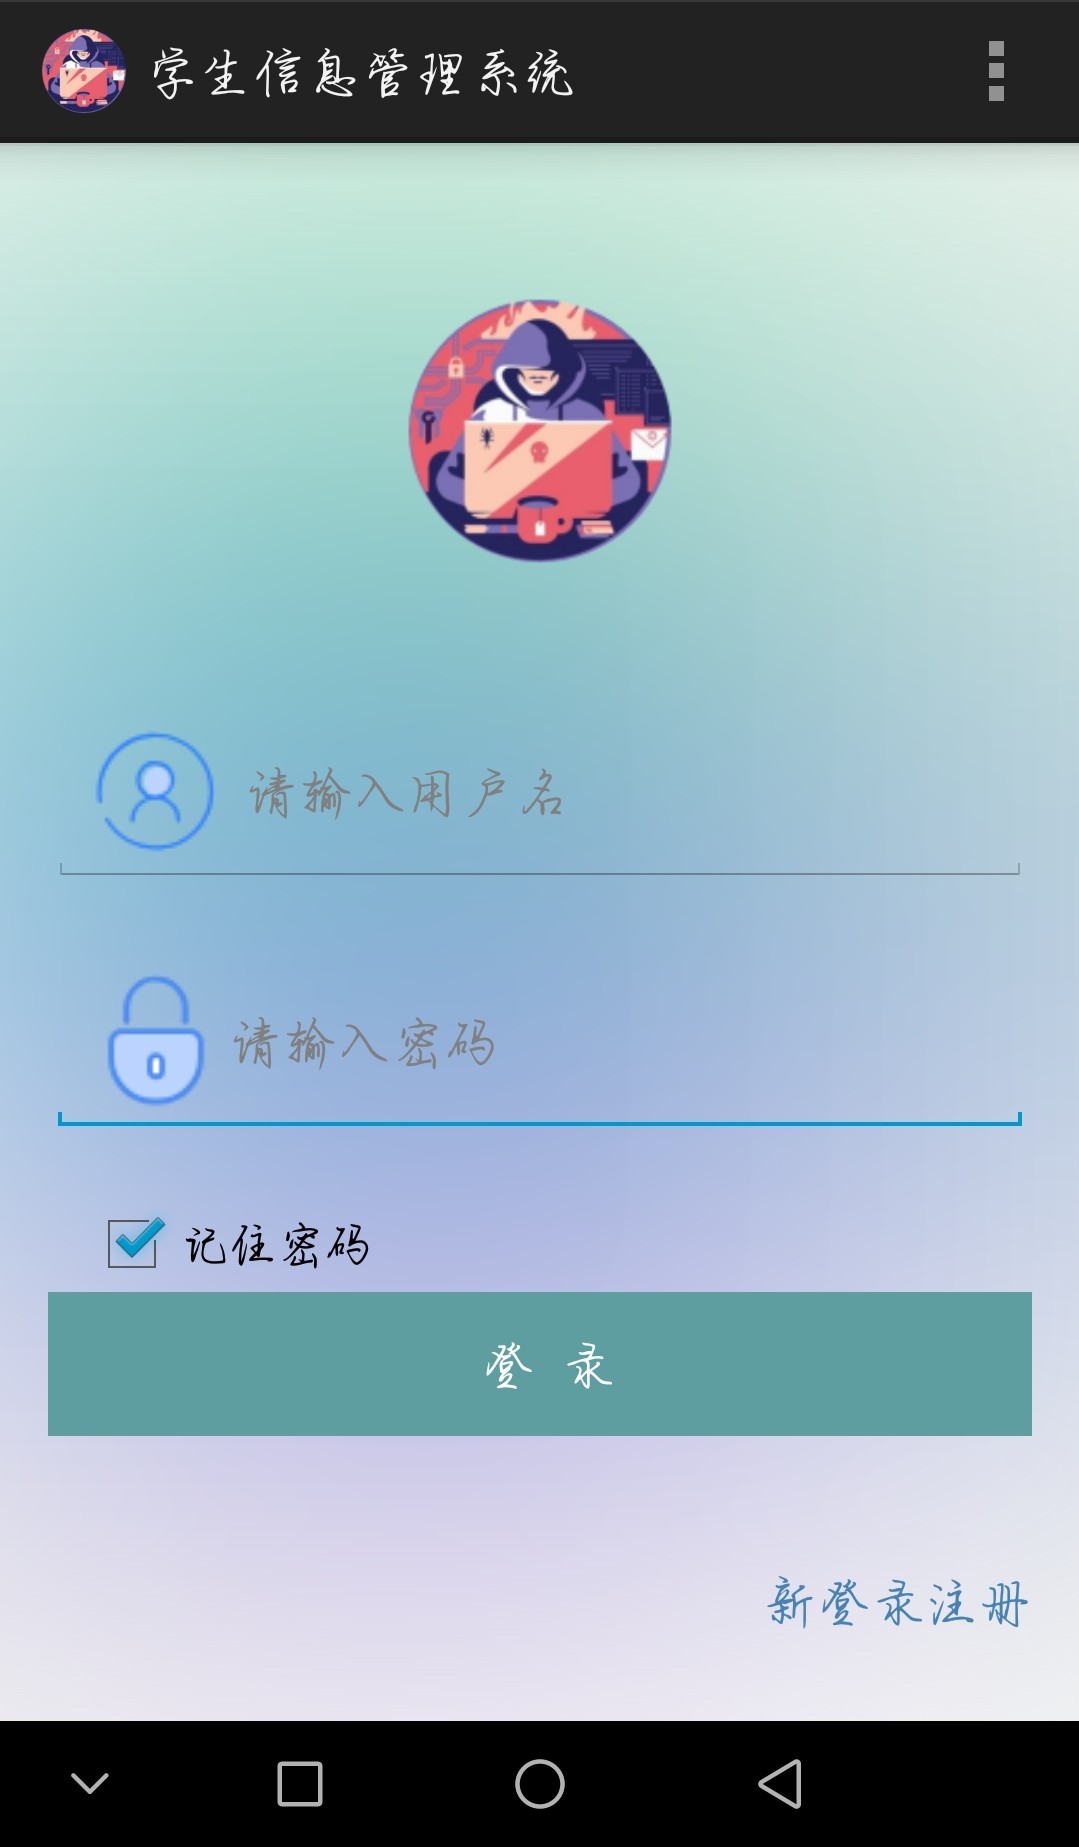 学生信息管理系统
请输入用户名
请输入密码
记住密码
登 录
新登录注册